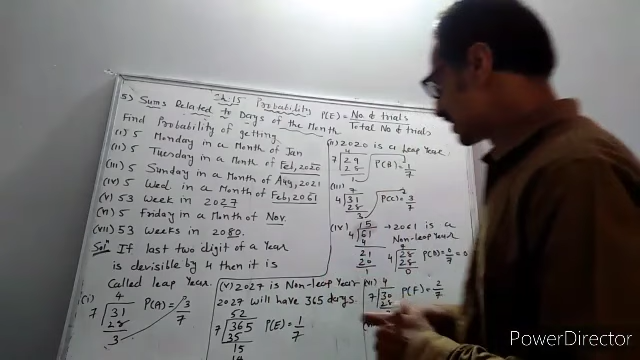 Ch. 15 Probability
5) Sums Related to Days of the Month
P(E) = No. of trials
Total No. of trials
Find Probability of getting
(i) 5 Monday in a Month of Jan
(ii) 5 Tuesday in a Month of Feb, 2020
(iii) 5 Sunday in a Month of Aug, 2021
(iv) 5 Wed in a Month of Feb, 2061
(v) 53 Week in 2027
(vi) 5 Friday in a Month of Nov.
(vii) 53 Weeks in 2080.
Solⁿ If last two digit of a Year
is devisible by 4 then it is
Called leap Year.
(i) 4
7 31
28
3
P(A) = 3
7
(v) 2027 is Non-leap Year
2027 will have 365 days.
52
7 365
35
15
14
P(E) = 1
7
(ii) 2020 is a leap Year.
4
7 29
28
1
P(B) = 1
7
(iii) 7
4 31
28
3
P(C) = 3
7
(iv) 15
4 61
4
21
20
1
→ 2061 is a
Non-leap Year
4 28
28
0
P(D) = 0
7 = 0
(vi) 4
7 30
28
P(F) = 2
7
PowerDirector